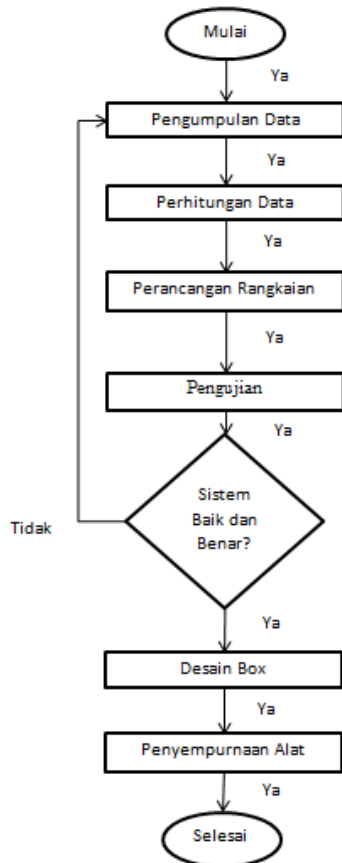 Mulai
Ya
Pengumpulan Data
Ya
Perhitungan Data
Ya
Perancangan Rangkaian
Ya
Pengujian
Ya
Sistem
Baik dan
Benar?
Tidak
Ya
Desain Box
Ya
Penyempurnaan Alat
Ya
Selesai